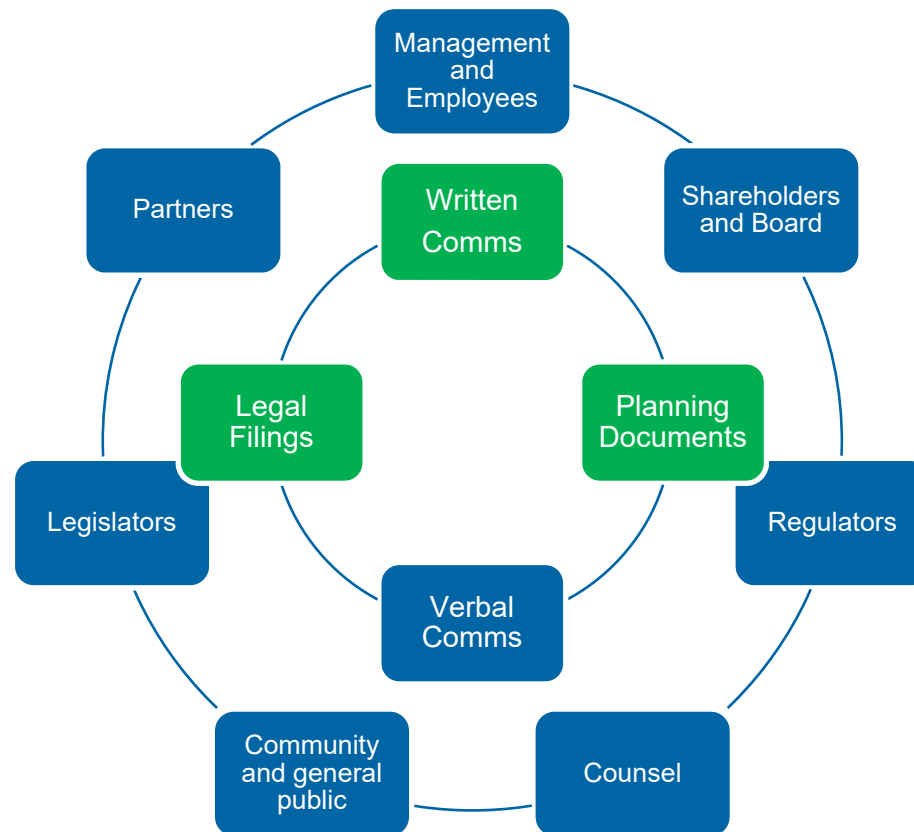 Management
and
Employees
Partners
Written
Comms
Shareholders
and Board
Legal
Filings
Planning
Documents
Legislators
Regulators
Verbal
Comms
Community
and general
public
Counsel